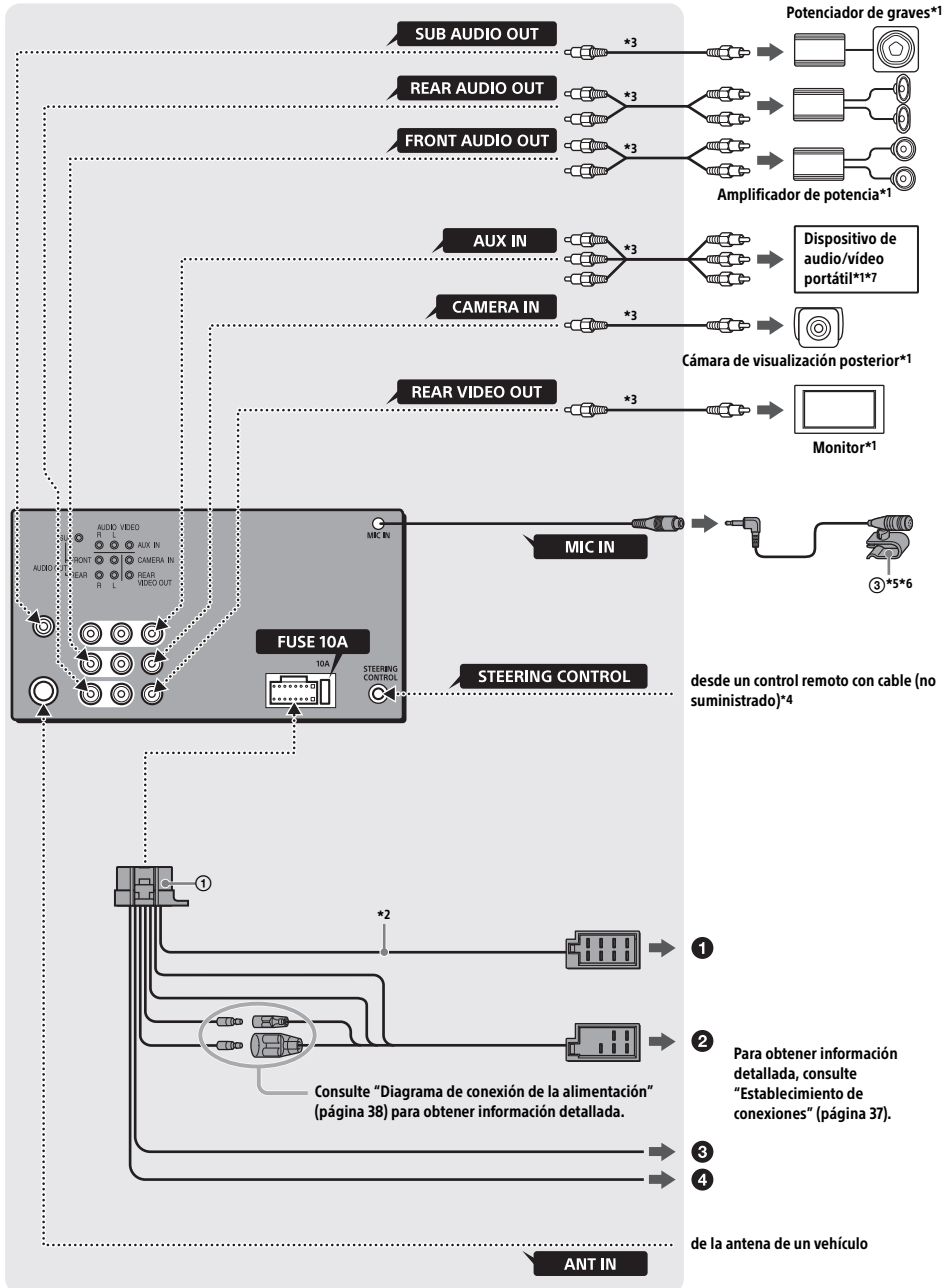 Potenciador de graves*1
SUB AUDIO OUT
*3
REAR AUDIO OUT
*3
FRONT AUDIO OUT
*3
Amplificador de potencia*1
AUX IN
*3
Dispositivo de
audio/vídeo
portátil*1*7
CAMERA IN
*3
Cámara de visualización posterior*1
REAR VIDEO OUT
*3
Monitor*1
AUDIO VIDEO
R L
SUB
AUX IN
AUDIO OUT
FRONT
CAMERA IN
REAR
REAR
VIDEO OUT
R L
MIC IN
MIC IN
③*5*6
FUSE 10A
10A
STEERING
CONTROL
STEERING CONTROL
desde un control remoto con cable (no
suministrado)*4
①
*2
❶
❷
Consulte “Diagrama de conexión de la alimentación”
(página 38) para obtener información detallada.
Para obtener información
detallada, consulte
“Establecimiento de
conexiones” (página 37).
❸
❹
de la antena de un vehículo
ANT IN